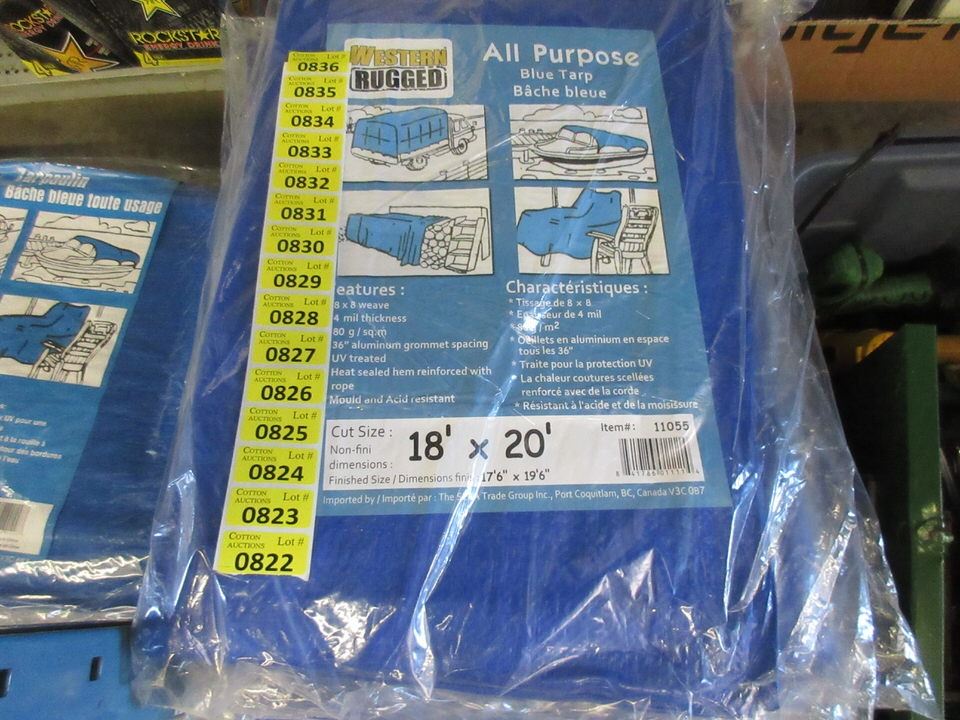 ROCKSTAR
ENERGY DRINK
ROCKSTAR
ENERGY DRINK
Bâche bleue toute usage
WESTERN
RUGGED
All Purpose
Blue Tarp
Bâche bleue
COTTON AUCTIONS Lot # 0836
COTTON AUCTIONS Lot # 0835
COTTON AUCTIONS Lot # 0834
COTTON AUCTIONS Lot # 0833
COTTON AUCTIONS Lot # 0832
COTTON AUCTIONS Lot # 0831
COTTON AUCTIONS Lot # 0830
COTTON AUCTIONS Lot # 0829
COTTON AUCTIONS Lot # 0828
COTTON AUCTIONS Lot # 0827
COTTON AUCTIONS Lot # 0826
COTTON AUCTIONS Lot # 0825
COTTON AUCTIONS Lot # 0824
COTTON AUCTIONS Lot # 0823
COTTON AUCTIONS Lot # 0822
eatures :
8 x 8 weave
4 mil thickness
80 g / sq.m
36" aluminum grommet spacing
UV treated
Heat sealed hem reinforced with
rope
Mould and Acid resistant
Charactéristiques :
* Tissage de 8 x 8
* Epaisseur de 4 mil
* 80g / m2
* Oeillets en aluminium en espace
tous les 36"
* Traite pour la protection UV
* La chaleur coutures scellées
renforcé avec de la corde
* Résistant à l'acide et de la moisissure
Cut Size :
Non-fini
dimensions :
18' x 20'
Item#: 11055
Finished Size / Dimensions fini 17'6" x 19'6"
Imported by / Importé par : The Trade Group Inc., Port Coquitlam, BC, Canada V3C 0B7